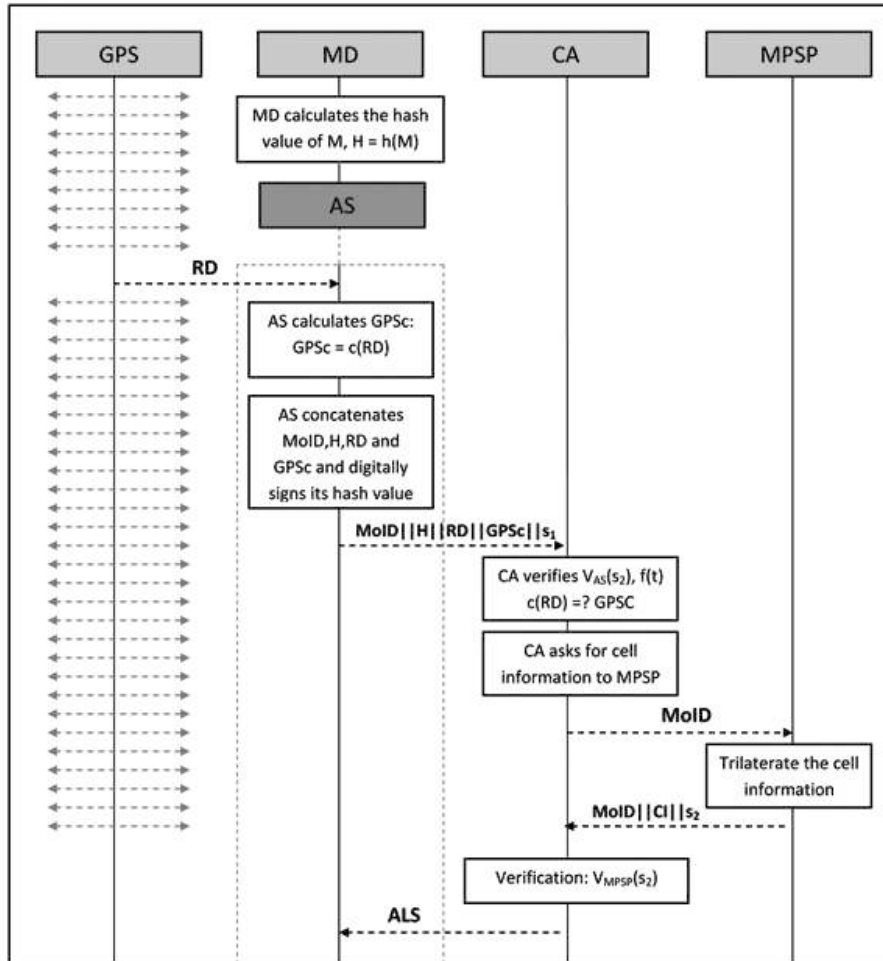 GPS
MD
CA
MPSP
MD calculates the hash
value of M, H = h(M)
AS
RD
AS calculates GPSc:
GPSc = c(RD)
AS concatenates
MoID,H,RD and
GPSc and digitally
signs its hash value
MoID||H||RD||GPSc||s₁
CA verifies V_AS(s₂), f(t)
c(RD) =? GPSC
CA asks for cell
information to MPSP
MoID
Trilaterate the cell
information
MoID||CI||s₂
Verification: V_MPSP(s₂)
ALS